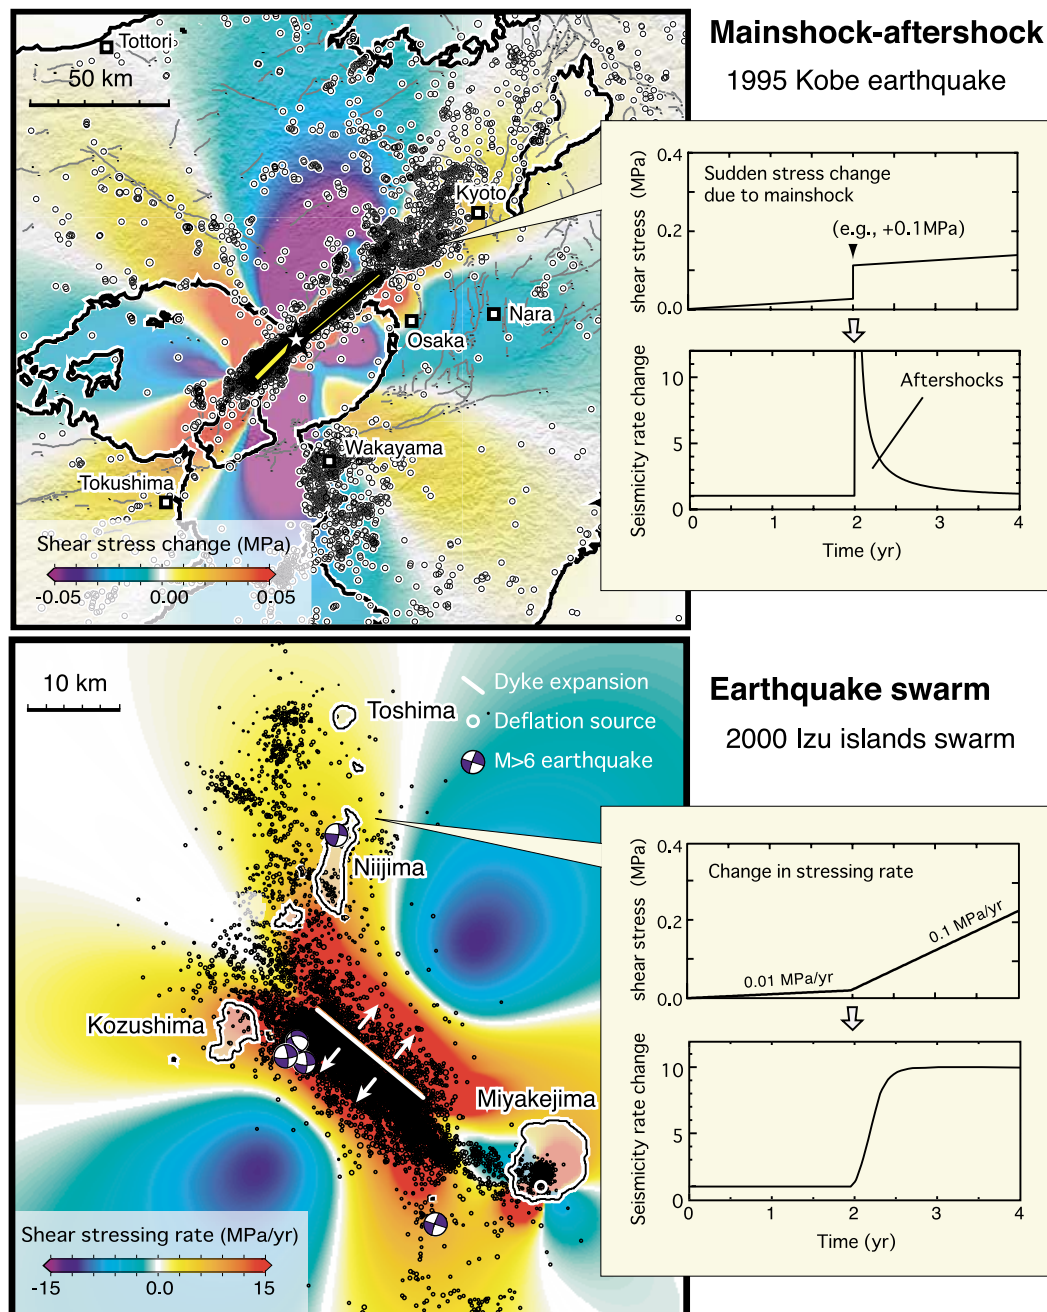 Mainshock-aftershock
1995 Kobe earthquake
Tottori
50 km
Kyoto
Nara
Osaka
Wakayama
Tokushima
Shear stress change (MPa)
-0.05 0.00 0.05
0.4
0.2
0.0
shear stress (MPa)
Sudden stress change
due to mainshock
(e.g., +0.1MPa)
10
5
0
Seismicity rate change
Aftershocks
0 1 2 3 4
Time (yr)
Earthquake swarm
2000 Izu islands swarm
10 km
Dyke expansion
Deflation source
M>6 earthquake
Toshima
Niijima
Kozushima
Miyakejima
Shear stressing rate (MPa/yr)
-15 0.0 15
0.4
0.2
0.0
shear stress (MPa)
Change in stressing rate
0.01 MPa/yr
0.1 MPa/yr
10
5
0
Seismicity rate change
0 1 2 3 4
Time (yr)